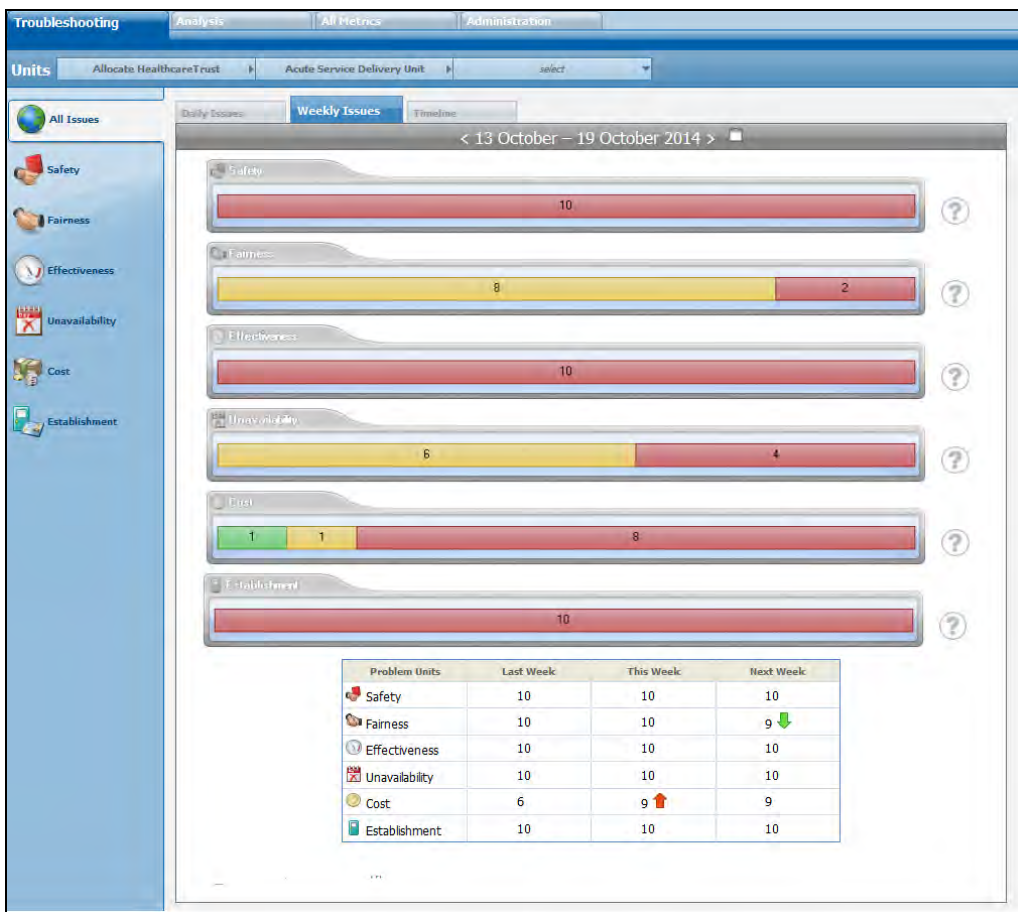 Troubleshooting Analysis All Metrics Administration
Units Allocate HealthcareTrust Acute Service Delivery Unit select
All Issues
Safety
Fairness
Effectiveness
Unavailability
Cost
Establishment
Daily Issues Weekly Issues Timeline
< 13 October – 19 October 2014 >
Safety
10
?
Fairness
8 2
?
Effectiveness
10
?
Unavailability
6 4
?
Cost
1 1 8
?
Establishment
10
?
Problem Units Last Week This Week Next Week
Safety 10 10 10
Fairness 10 10 9
Effectiveness 10 10 10
Unavailability 10 10 10
Cost 6 9 9
Establishment 10 10 10